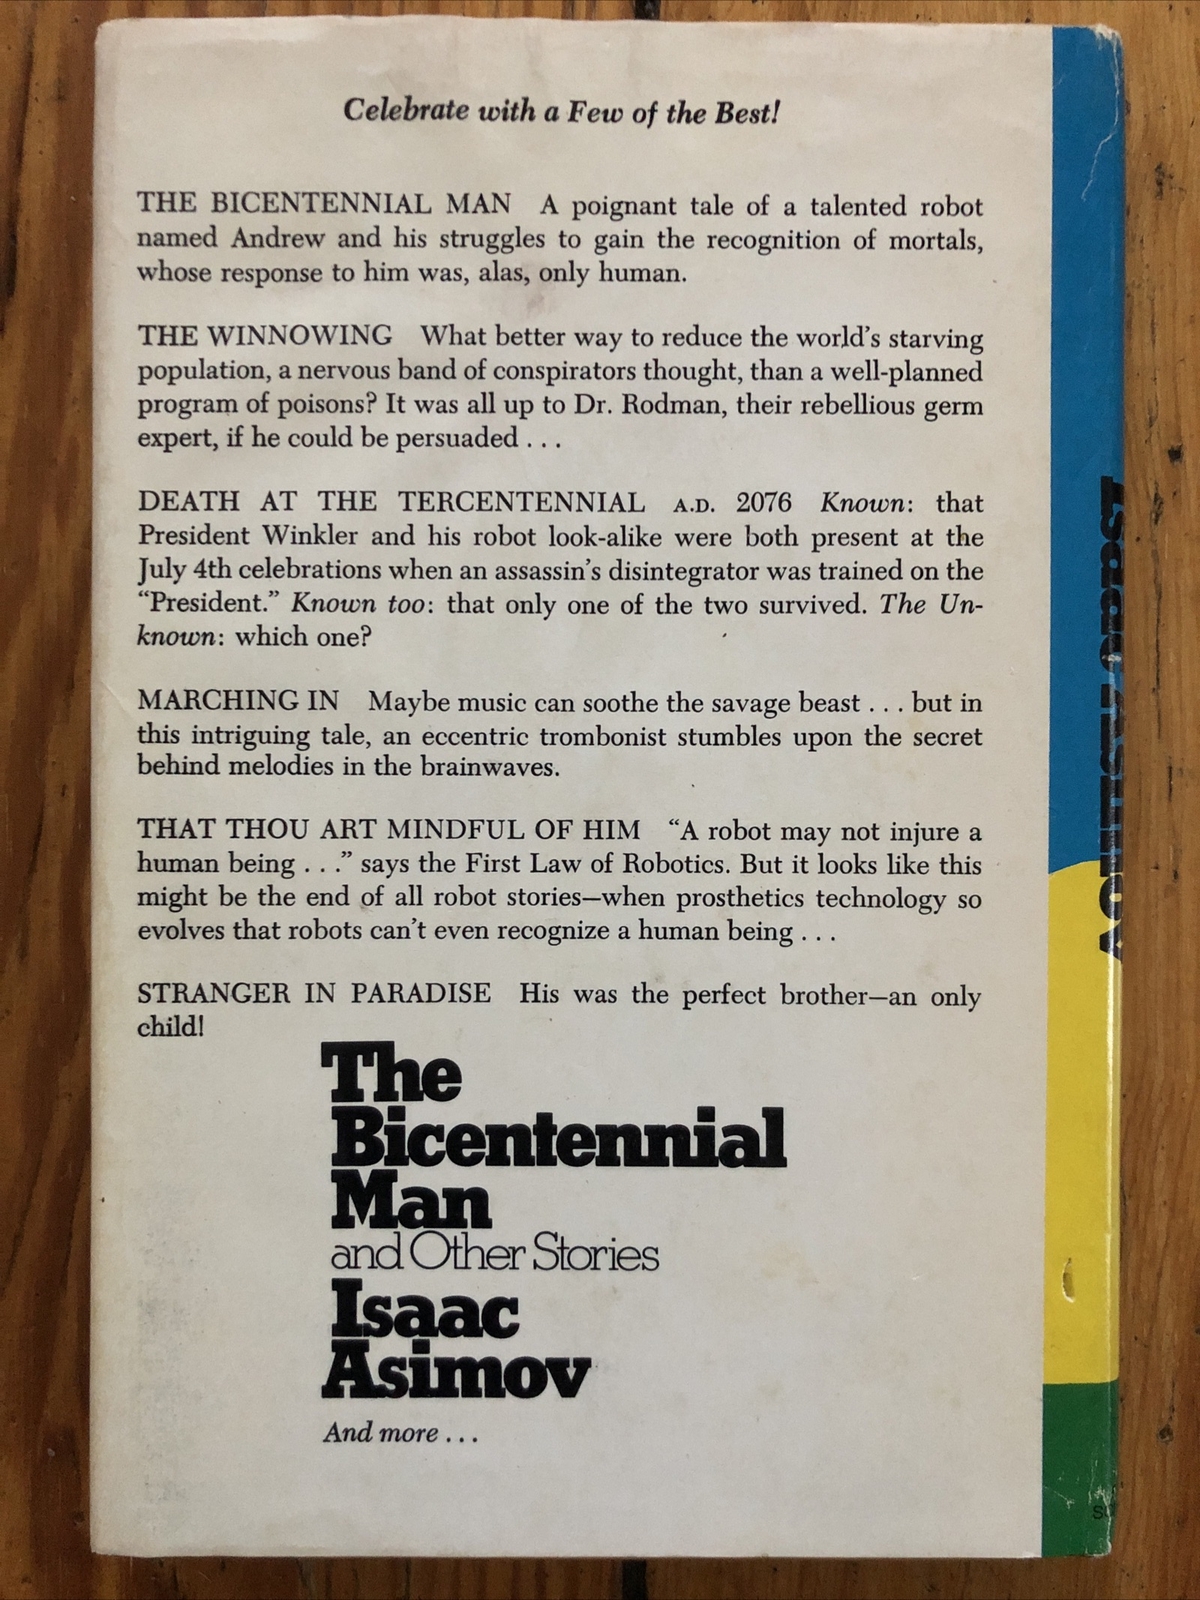 Celebrate with a Few of the Best!
THE BICENTENNIAL MAN A poignant tale of a talented robot
named Andrew and his struggles to gain the recognition of mortals,
whose response to him was, alas, only human.
THE WINNOWING What better way to reduce the world's starving
population, a nervous band of conspirators thought, than a well-planned
program of poisons? It was all up to Dr. Rodman, their rebellious germ
expert, if he could be persuaded . . .
DEATH AT THE TERCENTENNIAL A.D. 2076 Known: that
President Winkler and his robot look-alike were both present at the
July 4th celebrations when an assassin's disintegrator was trained on the
“President.” Known too: that only one of the two survived. The Un-
known: which one?
MARCHING IN Maybe music can soothe the savage beast . . . but in
this intriguing tale, an eccentric trombonist stumbles upon the secret
behind melodies in the brainwaves.
THAT THOU ART MINDFUL OF HIM “A robot may not injure a
human being . . .” says the First Law of Robotics. But it looks like this
might be the end of all robot stories—when prosthetics technology so
evolves that robots can't even recognize a human being . . .
STRANGER IN PARADISE His was the perfect brother—an only
child!
The
Bicentennial
Man
and Other Stories
Isaac
Asimov
And more . . .
Isaac Asimov